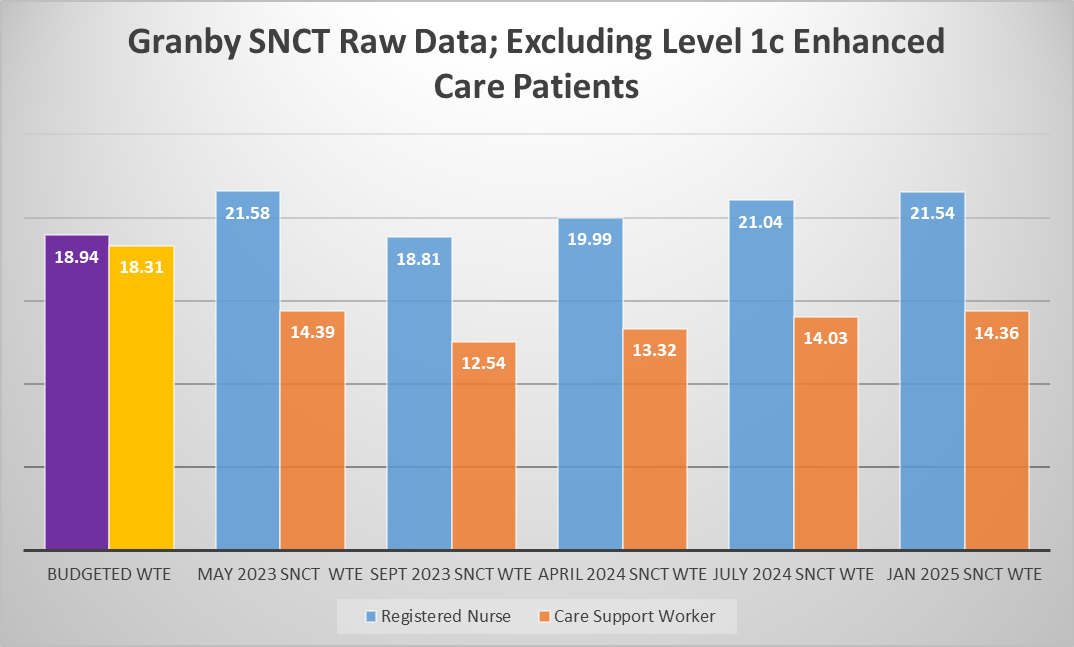 Granby SNCT Raw Data; Excluding Level 1c Enhanced
Care Patients
18.94
18.31
21.58
14.39
18.81
12.54
19.99
13.32
21.04
14.03
21.54
14.36
BUDGETED WTE
MAY 2023 SNCT WTE
SEPT 2023 SNCT WTE
APRIL 2024 SNCT WTE
JULY 2024 SNCT WTE
JAN 2025 SNCT WTE
Registered Nurse
Care Support Worker